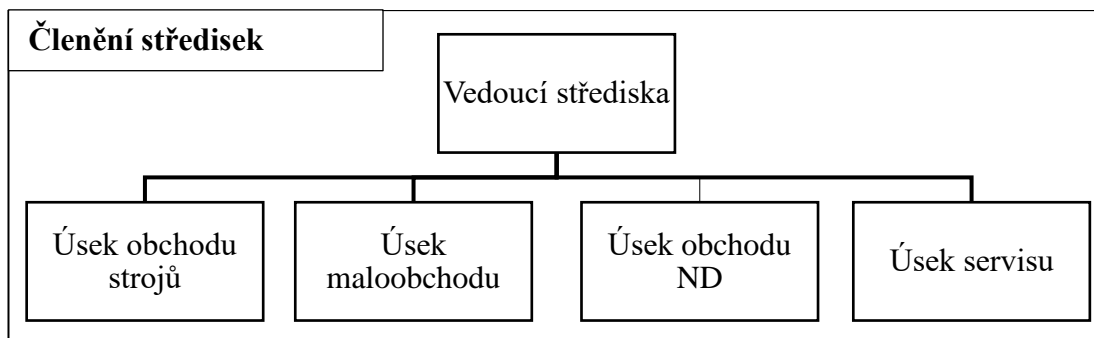 Členění středisek
Vedoucí střediska
Úsek obchodu
strojů
Úsek
maloobchodu
Úsek obchodu
ND
Úsek servisu